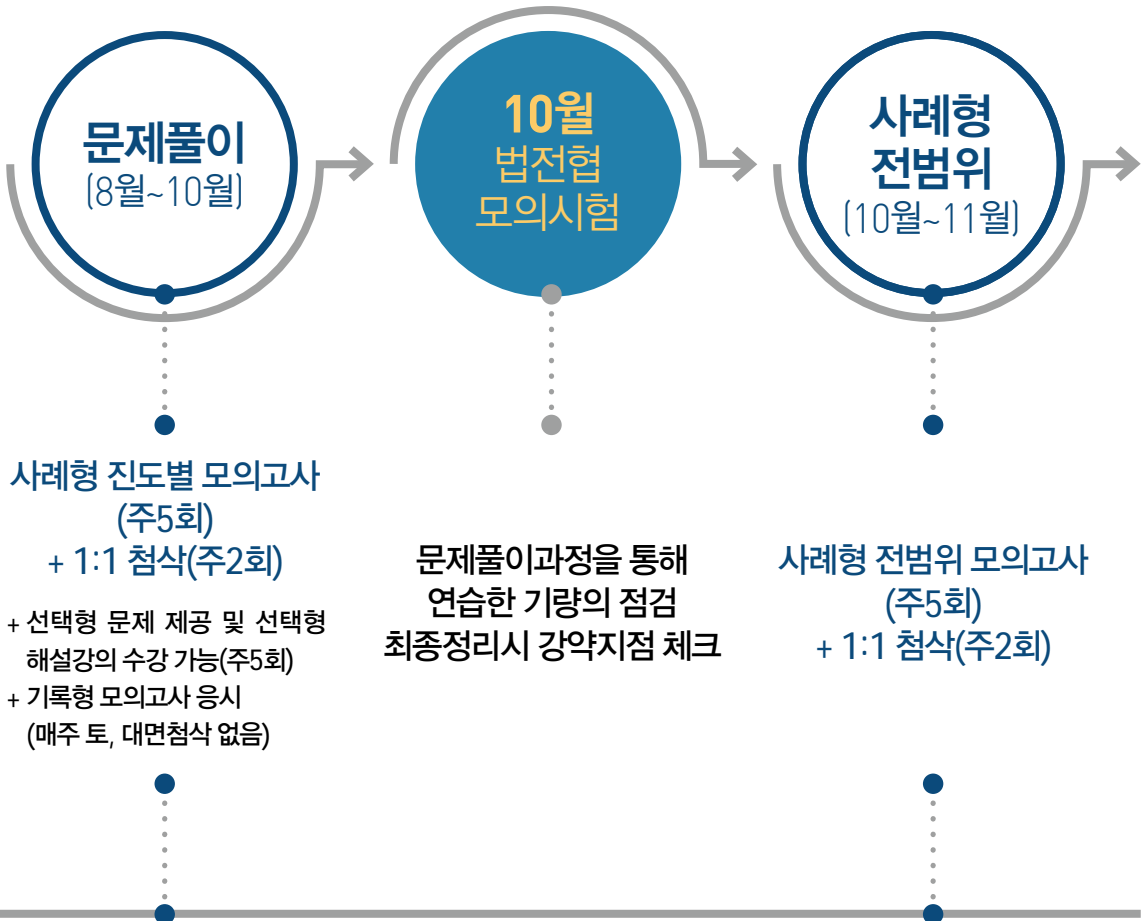 문제풀이
(8월~10월)
10월
법전협
모의시험
사례형
전범위
(10월~11월)
사례형 진도별 모의고사
(주5회)
+ 1:1 첨삭(주2회)
+ 선택형 문제 제공 및 선택형
해설강의 수강 가능(주5회)
+ 기록형 모의고사 응시
(매주 토, 대면첨삭 없음)
문제풀이과정을 통해
연습한 기량의 점검
최종정리시 강약지점 체크
사례형 전범위 모의고사
(주5회)
+ 1:1 첨삭(주2회)